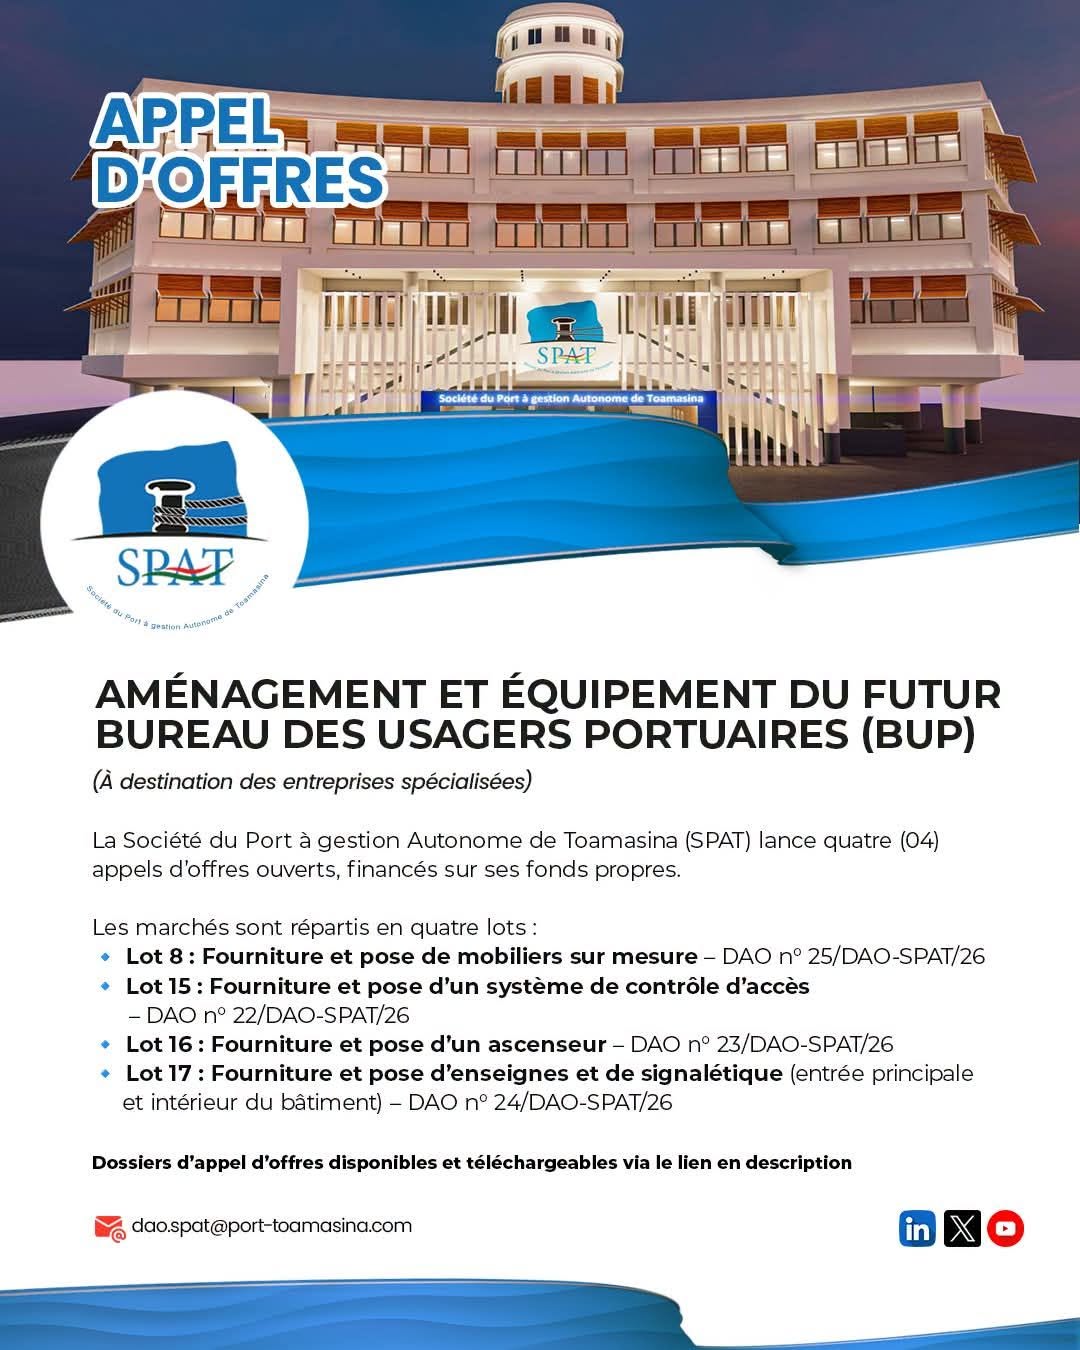 APPEL
D'OFFRES
SPAT
Société du Port à gestion Autonome de Toamasina
SPAT
Société du Port à gestion Autonome de Toamasina
AMÉNAGEMENT ET ÉQUIPEMENT DU FUTUR
BUREAU DES USAGERS PORTUAIRES (BUP)
(À destination des entreprises spécialisées)
La Société du Port à gestion Autonome de Toamasina (SPAT) lance quatre (04)
appels d'offres ouverts, financés sur ses fonds propres.
Les marchés sont répartis en quatre lots :
Lot 8 : Fourniture et pose de mobiliers sur mesure – DAO n° 25/DAO-SPAT/26
Lot 15 : Fourniture et pose d'un système de contrôle d'accès
– DAO n° 22/DAO-SPAT/26
Lot 16 : Fourniture et pose d'un ascenseur – DAO n° 23/DAO-SPAT/26
Lot 17 : Fourniture et pose d'enseignes et de signalétique (entrée principale
et intérieur du bâtiment) – DAO n° 24/DAO-SPAT/26
Dossiers d'appel d'offres disponibles et téléchargeables via le lien en description
dao.spat@port-toamasina.com
in X